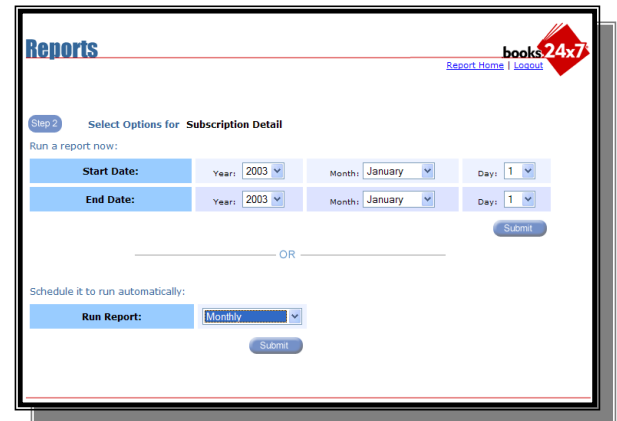 Reports
books24x7
Report Home | Logout
Step 2 Select Options for Subscription Detail
Run a report now:
Start Date: Year: 2003 Month: January Day: 1
End Date: Year: 2003 Month: January Day: 1
Submit
OR
Schedule it to run automatically:
Run Report: Monthly
Submit